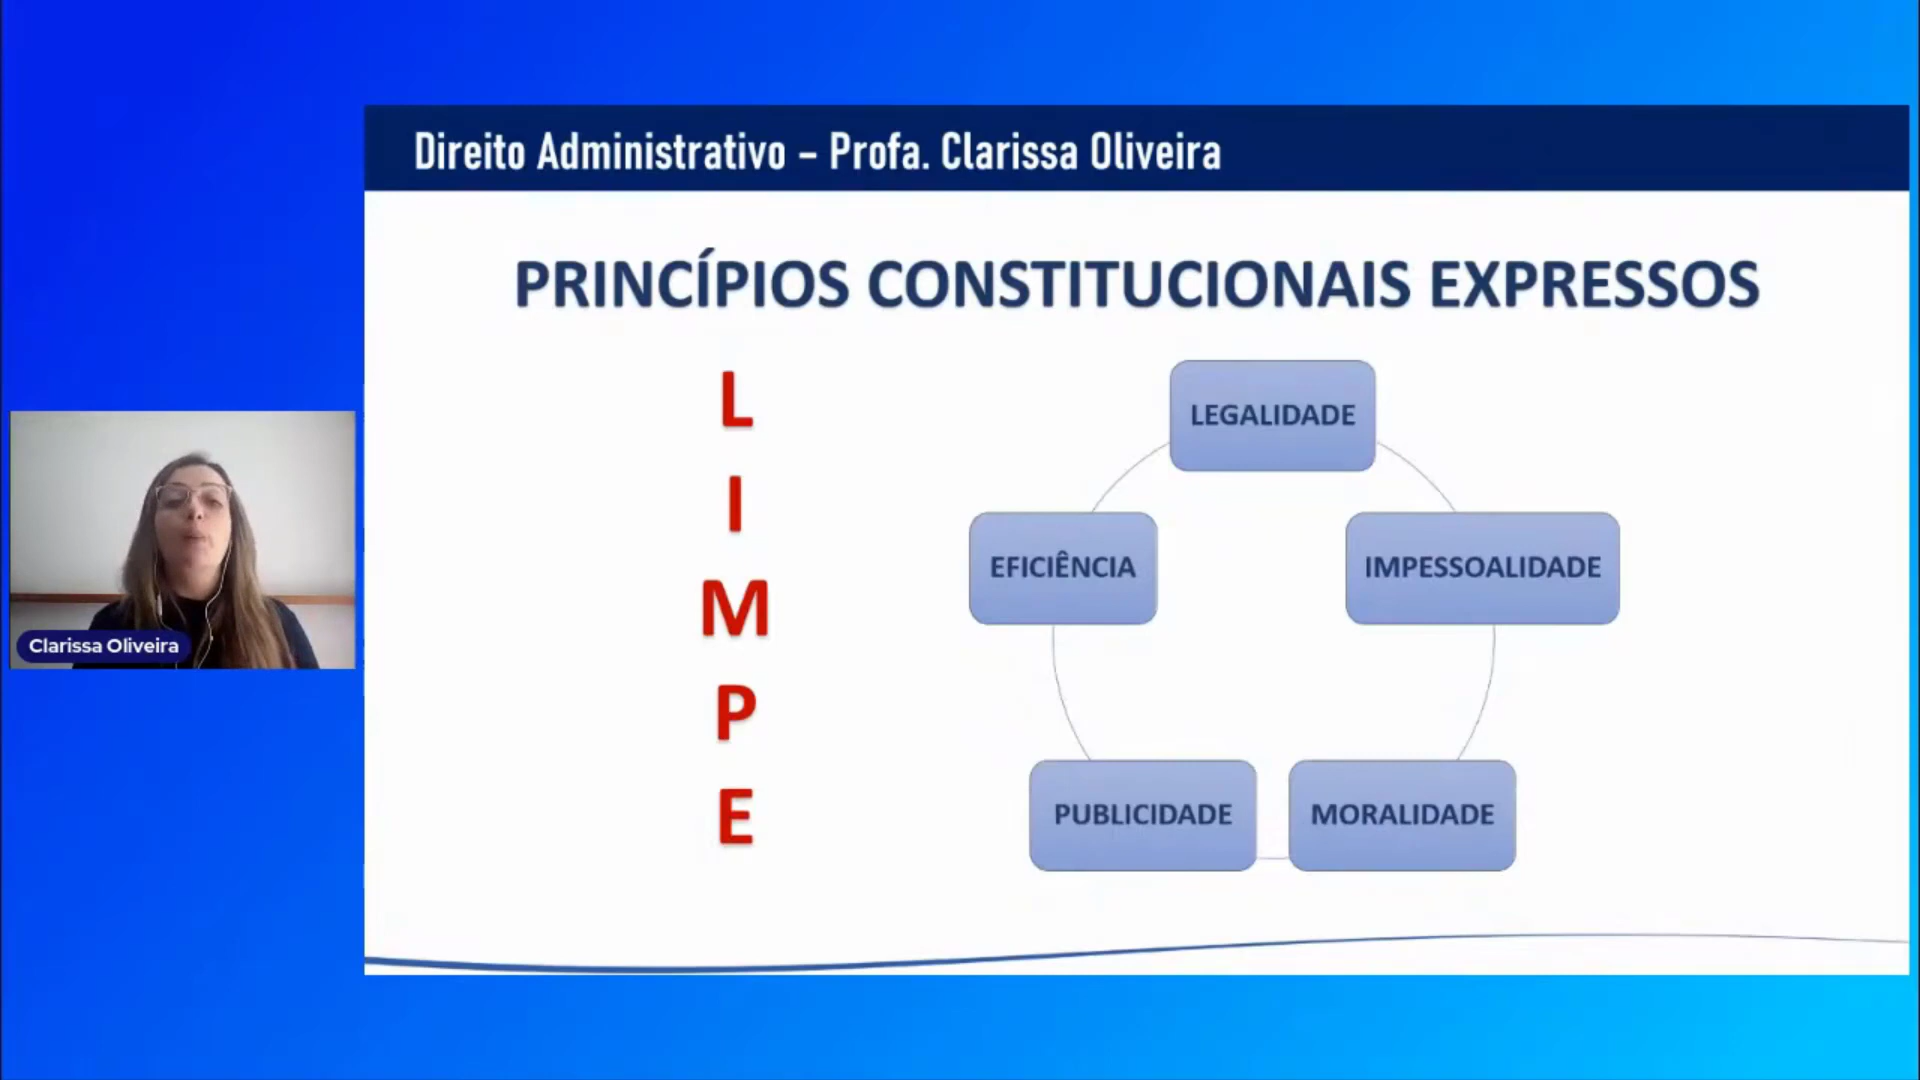 Direito Administrativo – Profa. Clarissa Oliveira
PRINCÍPIOS CONSTITUCIONAIS EXPRESSOS
L
I
M
P
E
LEGALIDADE
IMPESSOALIDADE
MORALIDADE
PUBLICIDADE
EFICIÊNCIA
Clarissa Oliveira